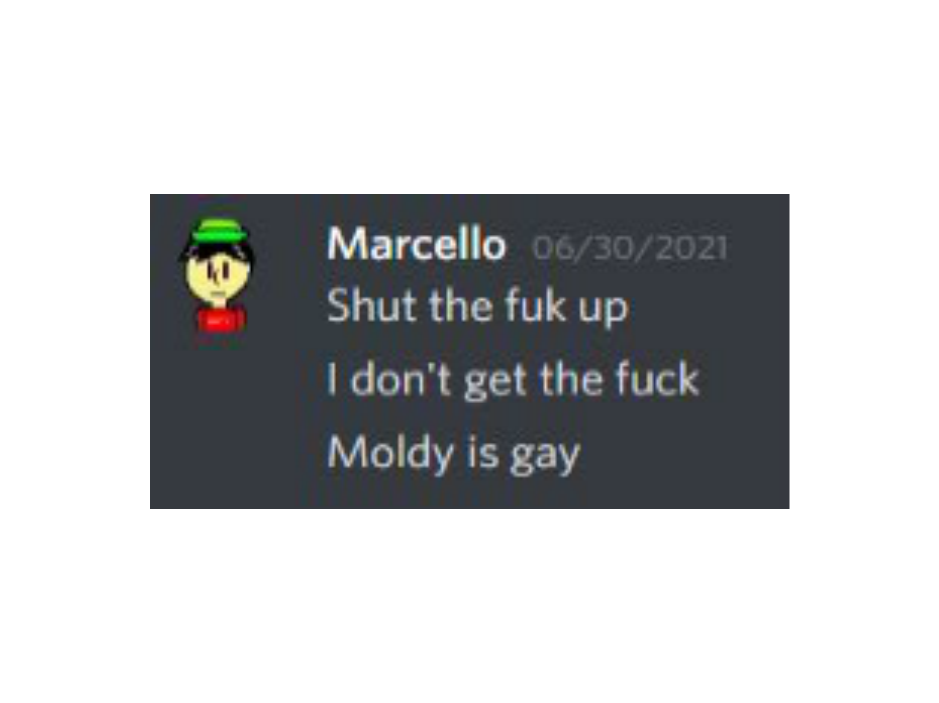 Marcello 06/30/2021
Shut the fuk up
I don't get the fuck
Moldy is gay